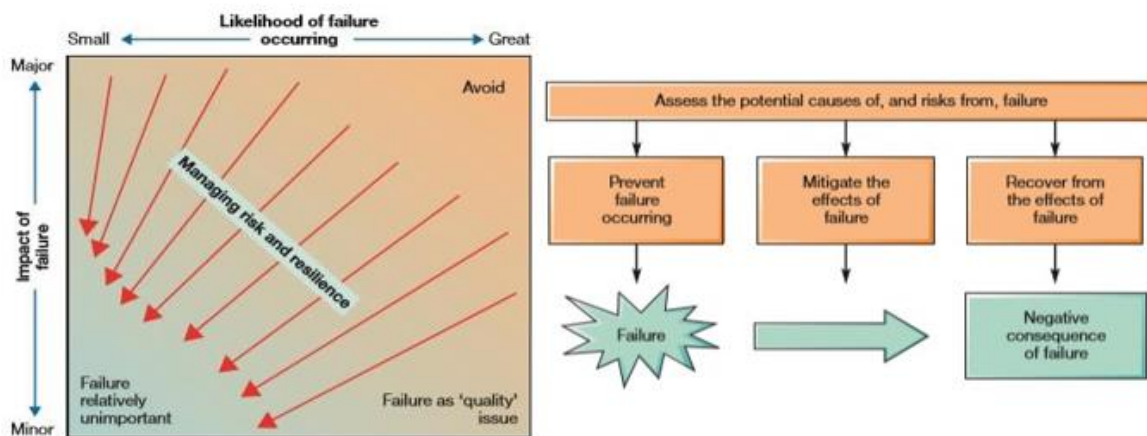 Likelihood of failure
occurring
Small
Great
Major
Impact of
failure
Minor
Avoid
Managing risk and resilience
Failure
relatively
unimportant
Failure as 'quality'
issue
Assess the potential causes of, and risks from, failure
Prevent
failure
occurring
Mitigate the
effects of
failure
Recover from
the effects of
failure
Failure
Negative
consequence
of failure